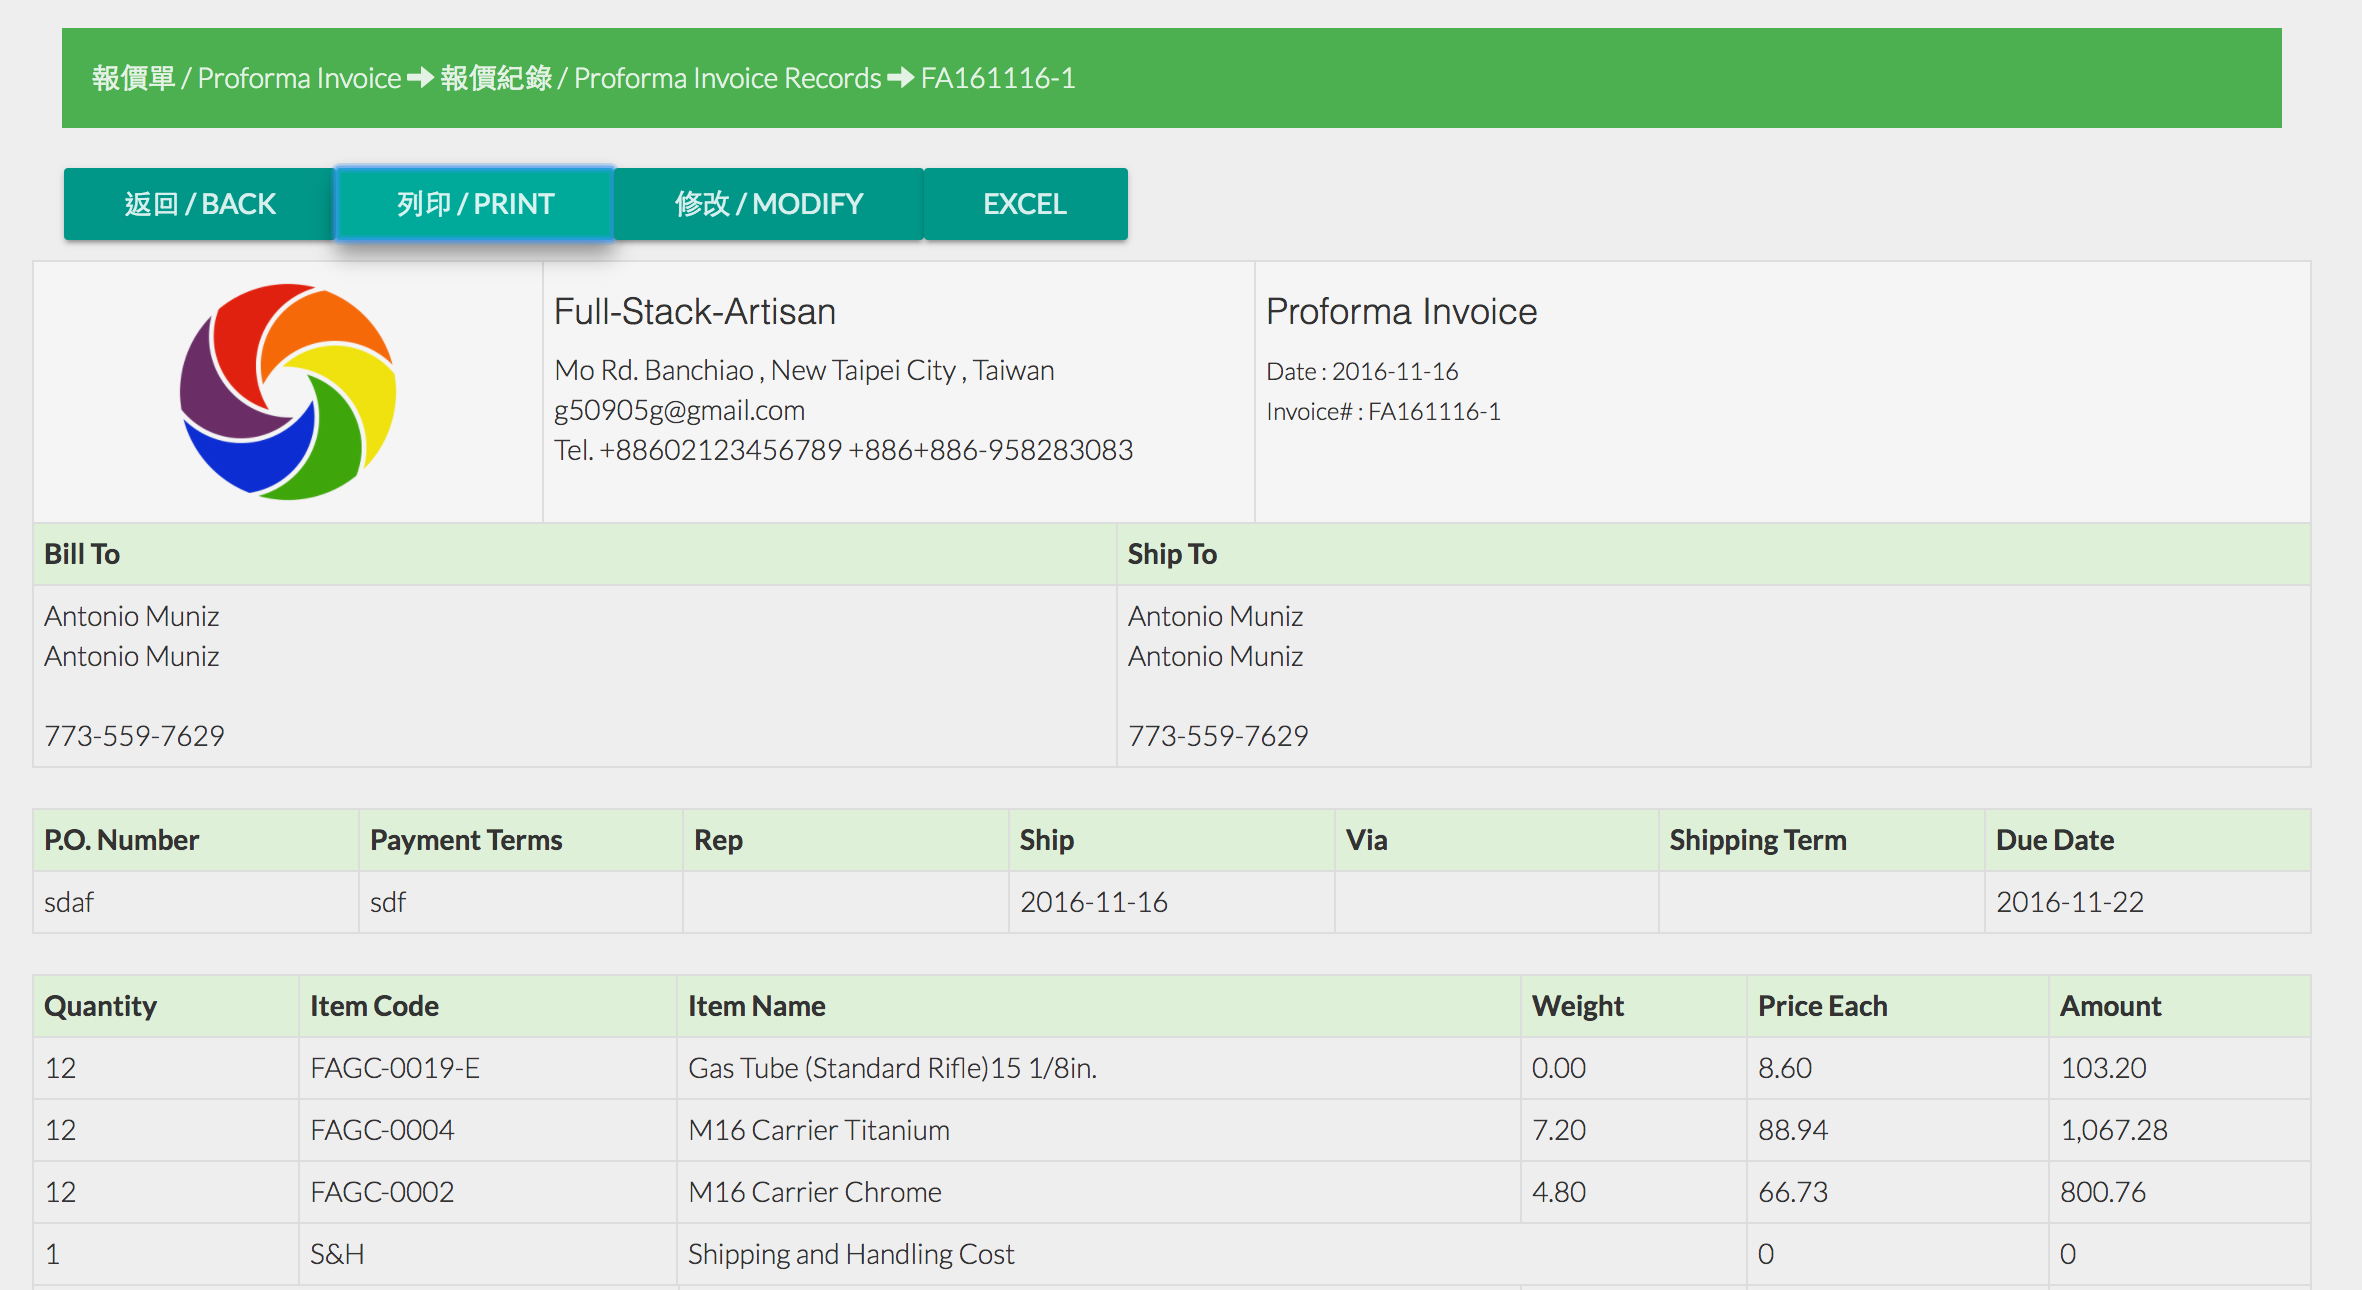 報價單 / Proforma Invoice ➡ 報價紀錄 / Proforma Invoice Records ➡ FA161116-1
返回 / BACK 列印 / PRINT 修改 / MODIFY EXCEL
Full-Stack-Artisan
Mo Rd. Banchiao , New Taipei City , Taiwan
g50905g@gmail.com
Tel. +88602123456789 +886+886-958283083
Proforma Invoice
Date : 2016-11-16
Invoice# : FA161116-1
Bill To
Antonio Muniz
Antonio Muniz
773-559-7629
Ship To
Antonio Muniz
Antonio Muniz
773-559-7629
P.O. Number Payment Terms Rep Ship Via Shipping Term Due Date
sdaf sdf 2016-11-16 2016-11-22
Quantity Item Code Item Name Weight Price Each Amount
12 FAGC-0019-E Gas Tube (Standard Rifle)15 1/8in. 0.00 8.60 103.20
12 FAGC-0004 M16 Carrier Titanium 7.20 88.94 1,067.28
12 FAGC-0002 M16 Carrier Chrome 4.80 66.73 800.76
1 S&H Shipping and Handling Cost 0 0